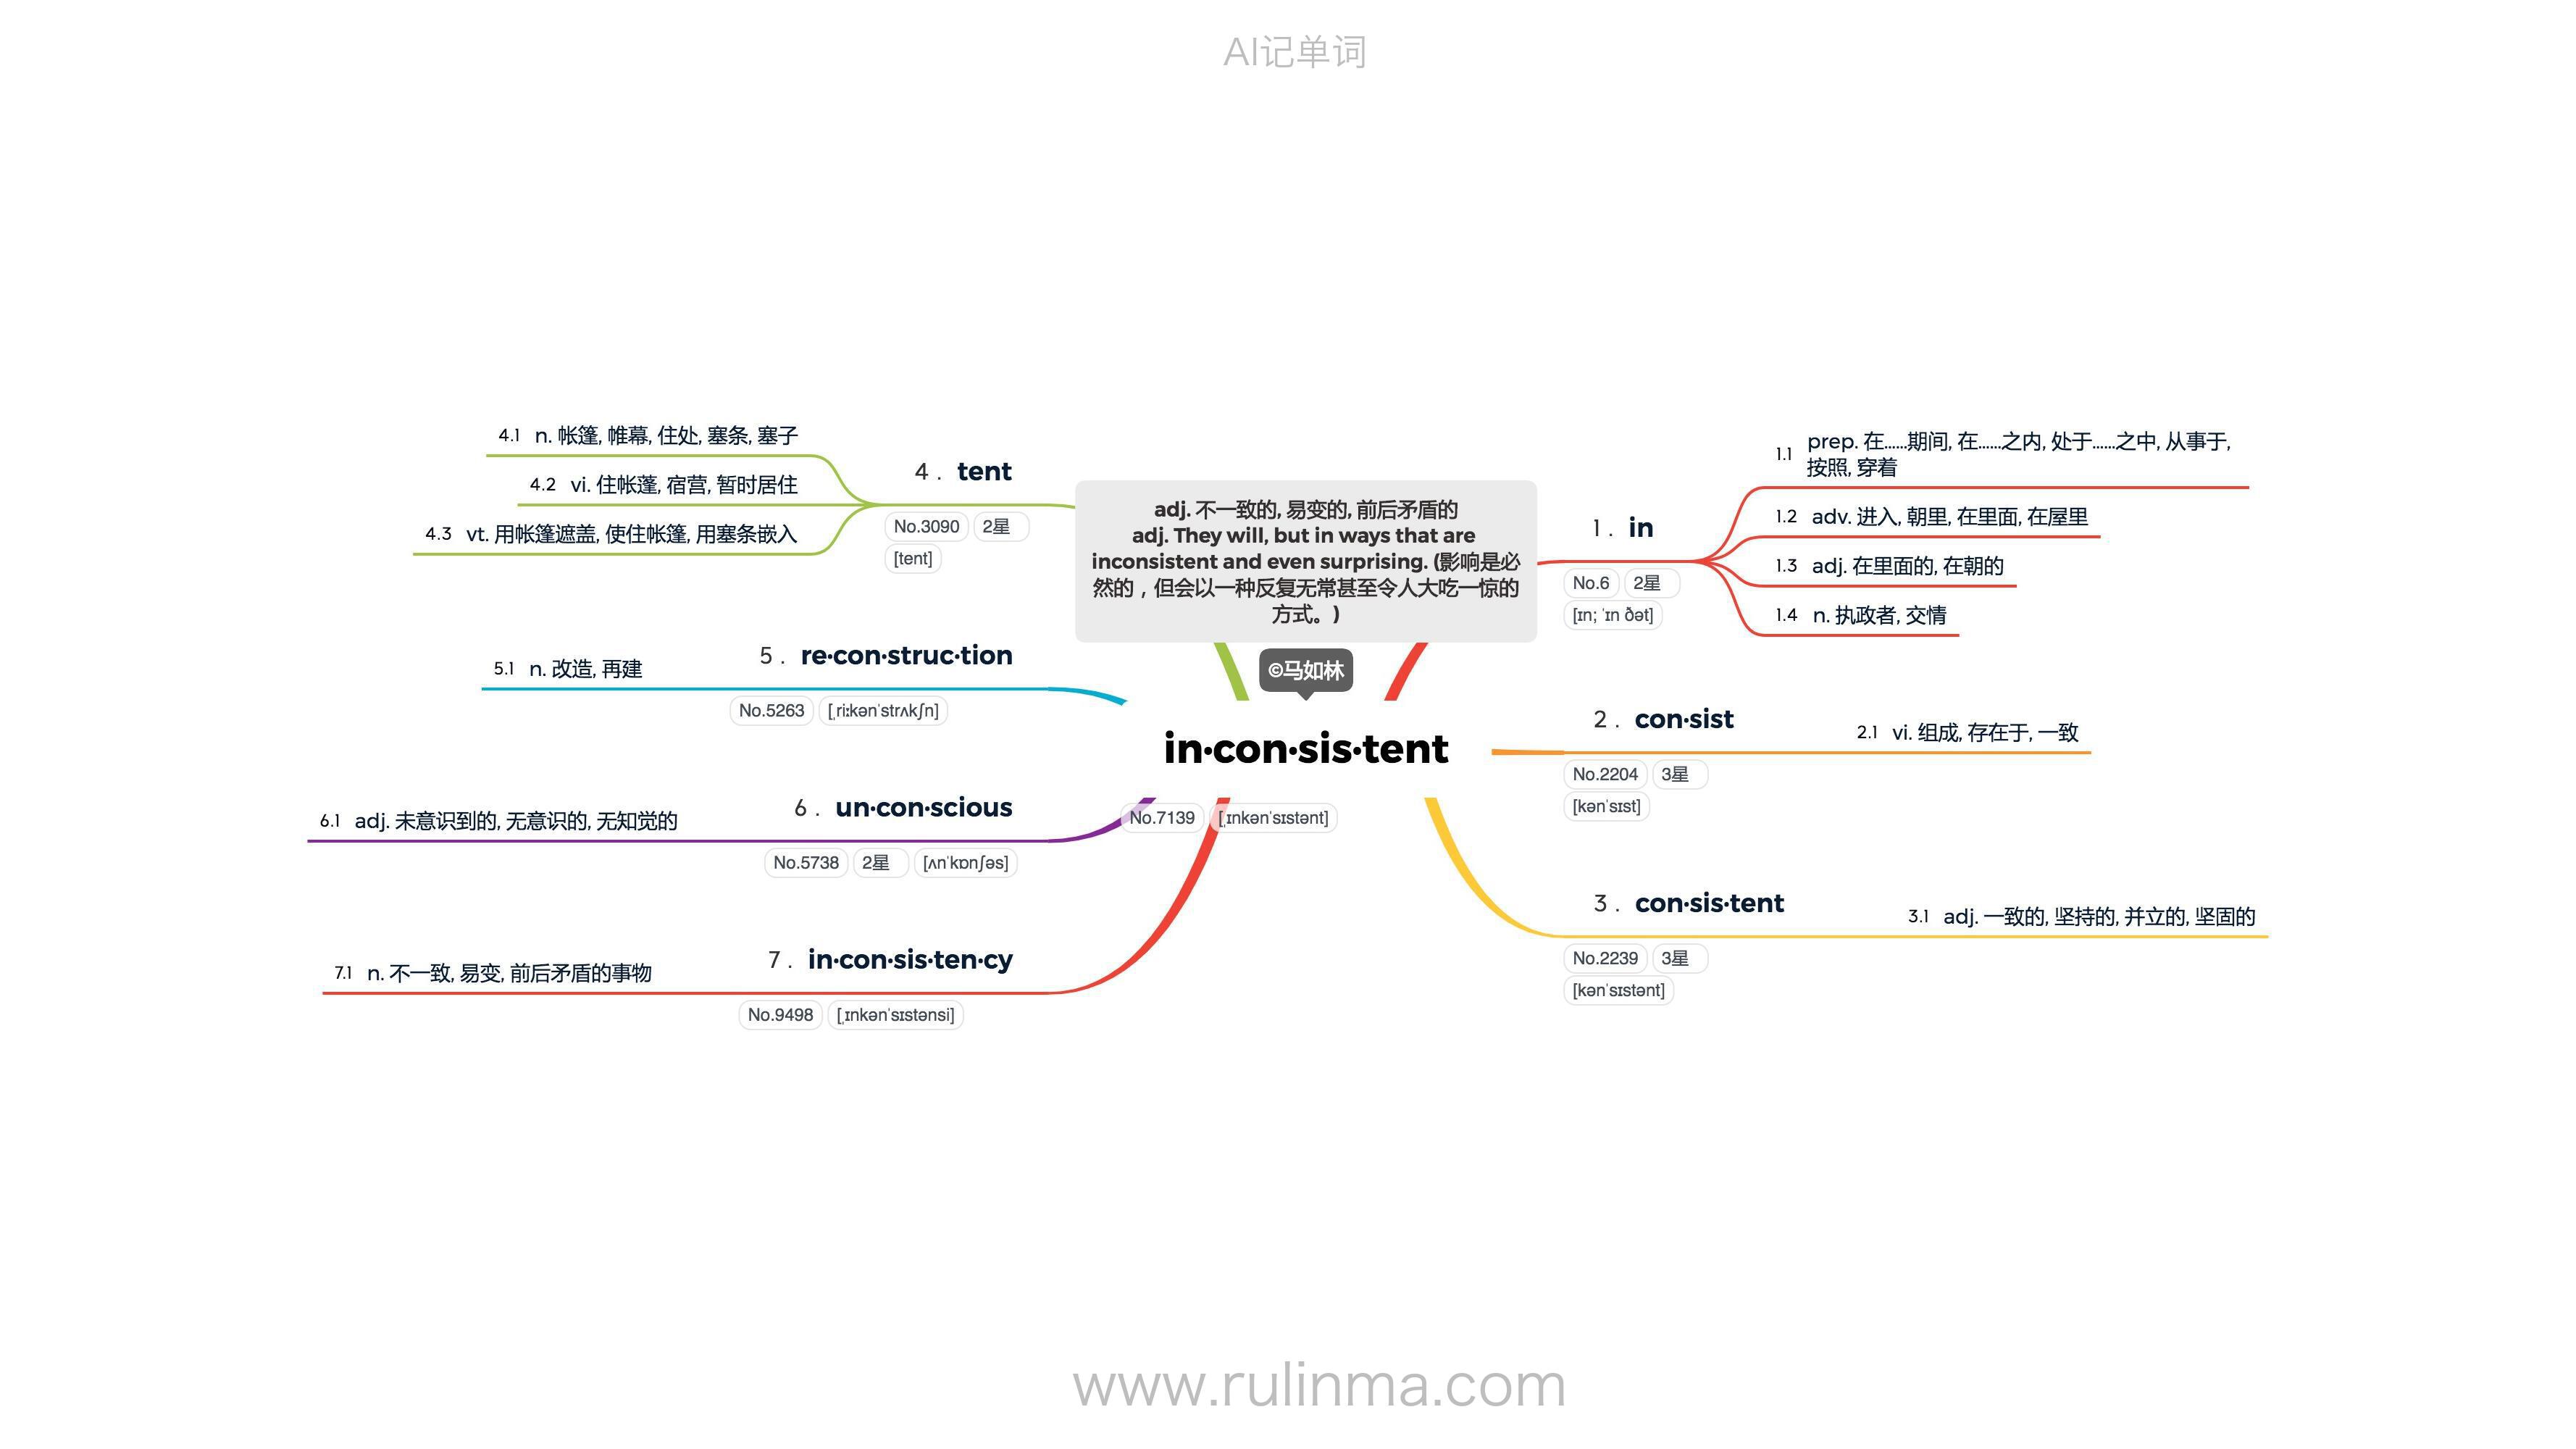 AI记单词
adj. 不一致的, 易变的, 前后矛盾的
adj. They will, but in ways that are
inconsistent and even surprising. (影响是必
然的，但会以一种反复无常甚至令人大吃一惊的
方式。)
©马如林
in·con·sis·tent
No.7139 [ˌɪnkənˈsɪstənt]
1. in
No.6 2星
[ɪn; ˈɪn ðət]
1.1 prep. 在......期间, 在......之内, 处于......之中, 从事于,
按照, 穿着
1.2 adv. 进入, 朝里, 在里面, 在屋里
1.3 adj. 在里面的, 在朝的
1.4 n. 执政者, 交情
2. con·sist
No.2204 3星
[kənˈsɪst]
2.1 vi. 组成, 存在于, 一致
3. con·sis·tent
No.2239 3星
[kənˈsɪstənt]
3.1 adj. 一致的, 坚持的, 并立的, 坚固的
4. tent
No.3090 2星
[tent]
4.1 n. 帐篷, 帷幕, 住处, 塞条, 塞子
4.2 vi. 住帐蓬, 宿营, 暂时居住
4.3 vt. 用帐篷遮盖, 使住帐篷, 用塞条嵌入
5. re·con·struc·tion
No.5263 [ˌriːkənˈstrʌkʃn]
5.1 n. 改造, 再建
6. un·con·scious
No.5738 2星 [ʌnˈkɒnʃəs]
6.1 adj. 未意识到的, 无意识的, 无知觉的
7. in·con·sis·ten·cy
No.9498 [ˌɪnkənˈsɪstənsi]
7.1 n. 不一致, 易变, 前后矛盾的事物
www.rulinma.com